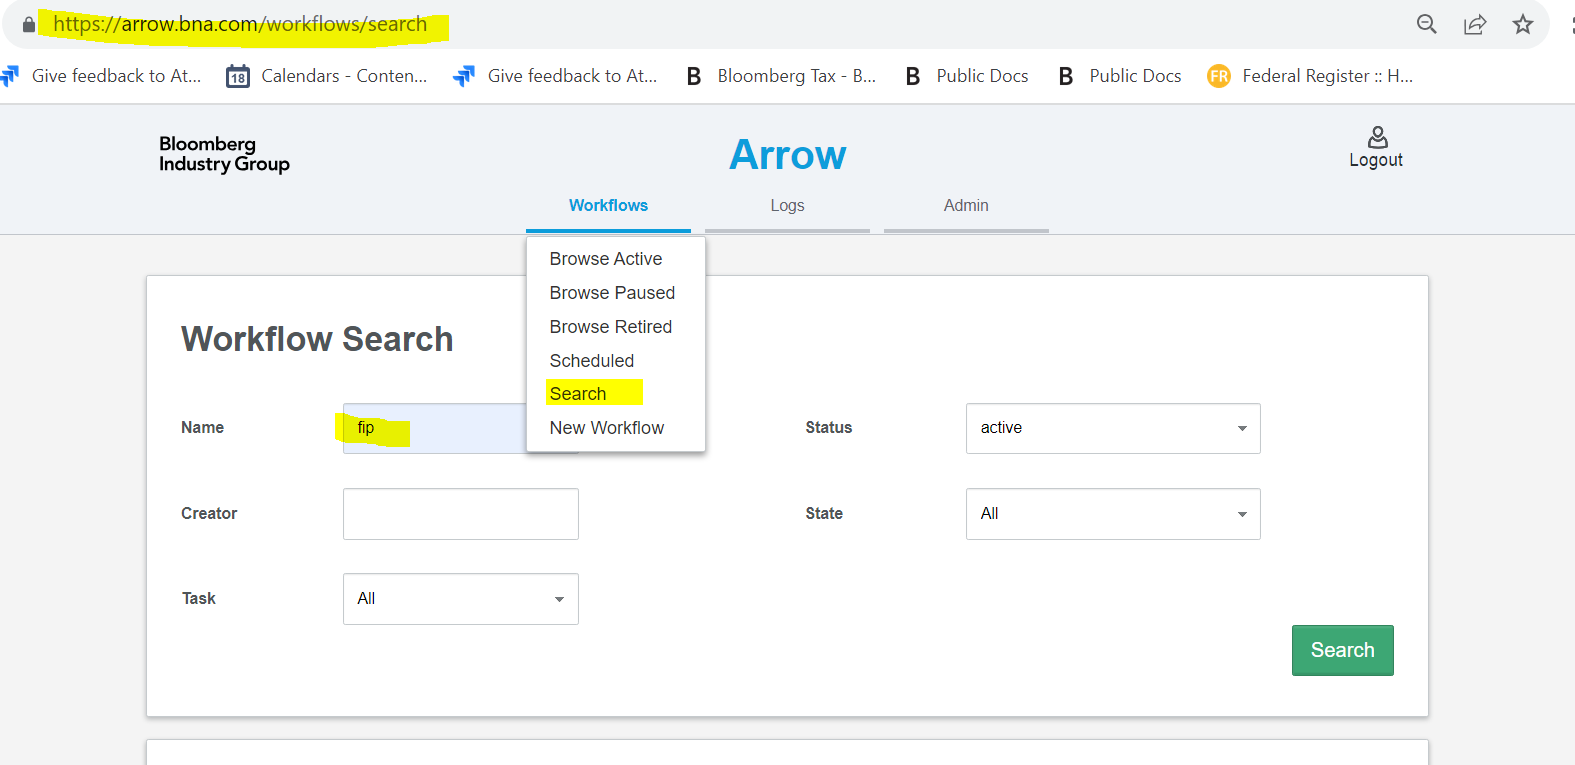 https://arrow.bna.com/workflows/search
Give feedback to At...
18
Calendars - Conten...
Give feedback to At...
B
Bloomberg Tax - B...
B
Public Docs
B
Public Docs
FR
Federal Register :: H...
Bloomberg
Industry Group
Arrow
Logout
Workflows
Logs
Admin
Browse Active
Browse Paused
Browse Retired
Scheduled
Search
New Workflow
Workflow Search
Name
fip
Status
active
Creator
State
All
Task
All
Search